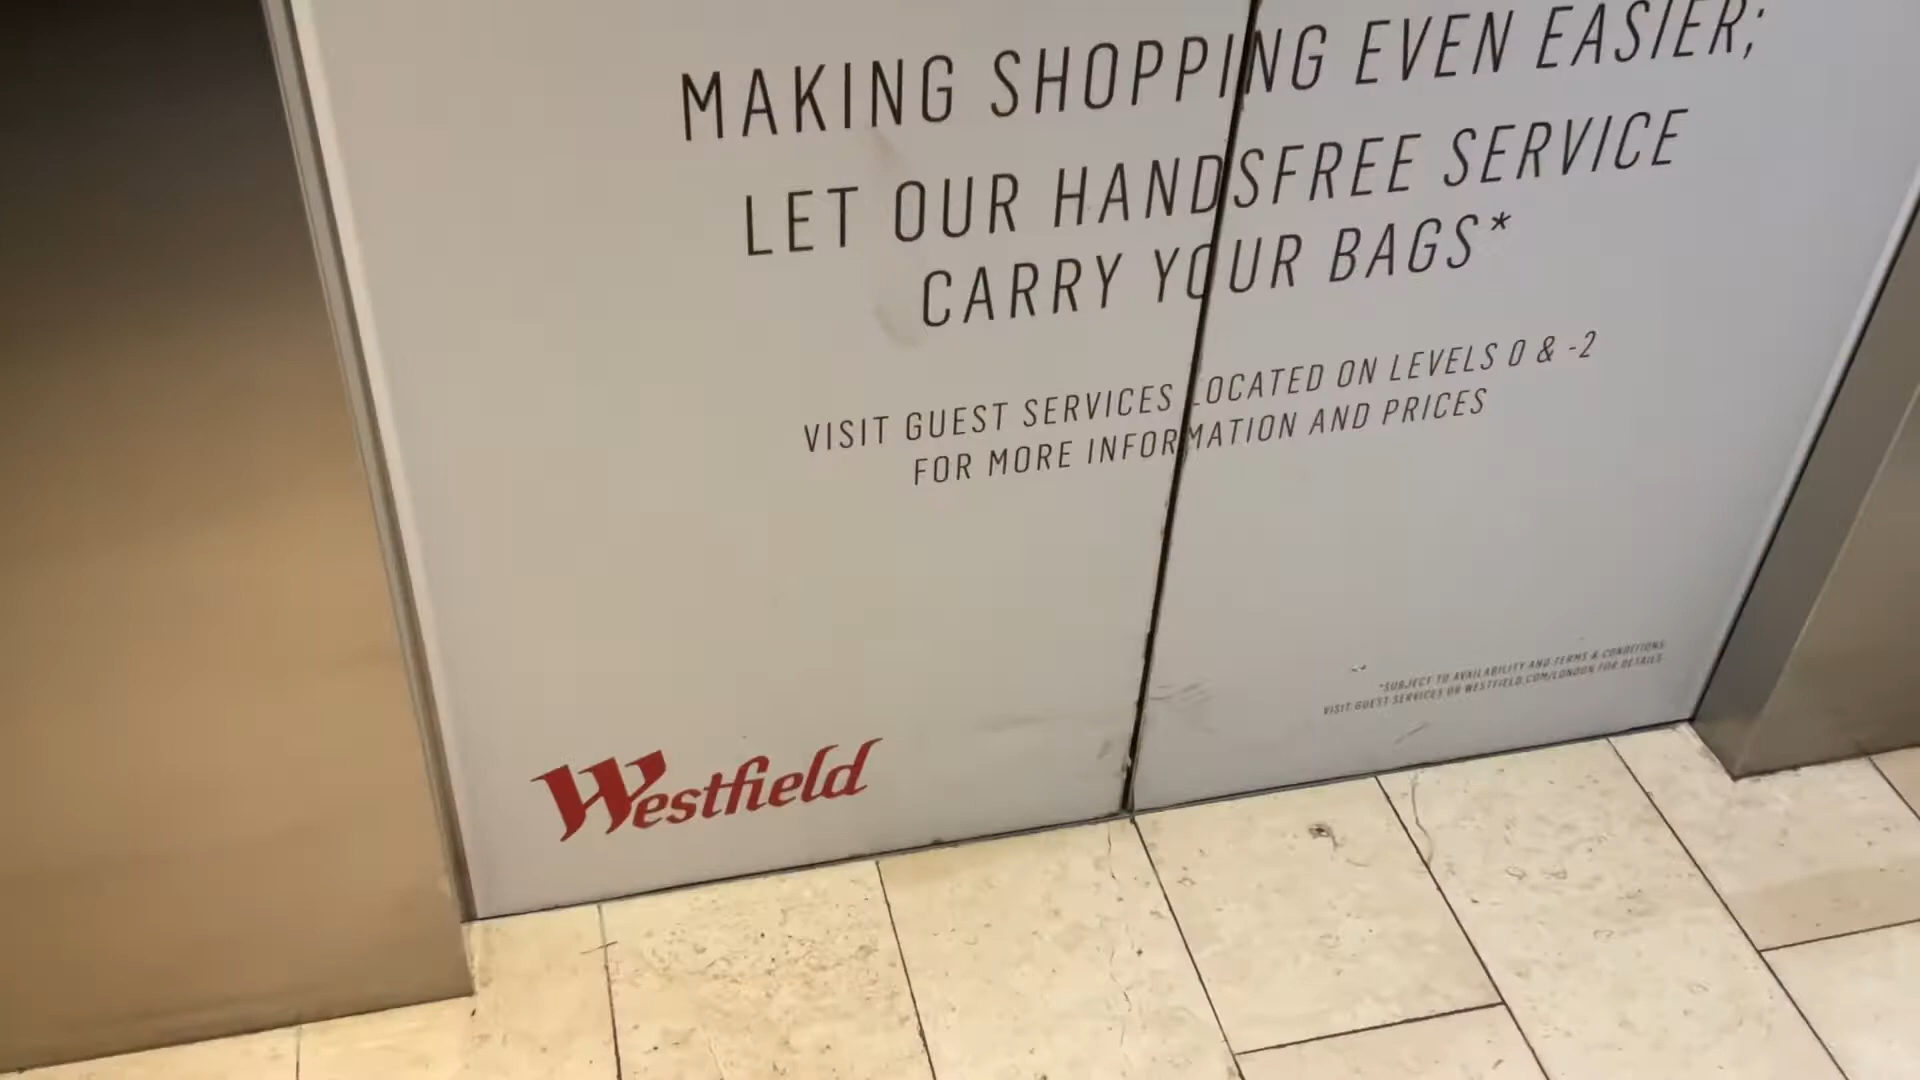 MAKING SHOPPING EVEN EASIER;
LET OUR HANDSFREE SERVICE
CARRY YOUR BAGS*
VISIT GUEST SERVICES LOCATED ON LEVELS 0 & -2
FOR MORE INFORMATION AND PRICES
*SUBJECT TO AVAILABILITY AND TERMS & CONDITIONS
VISIT GUEST SERVICES OR WESTFIELD.COM/LONDON FOR DETAILS
Westfield